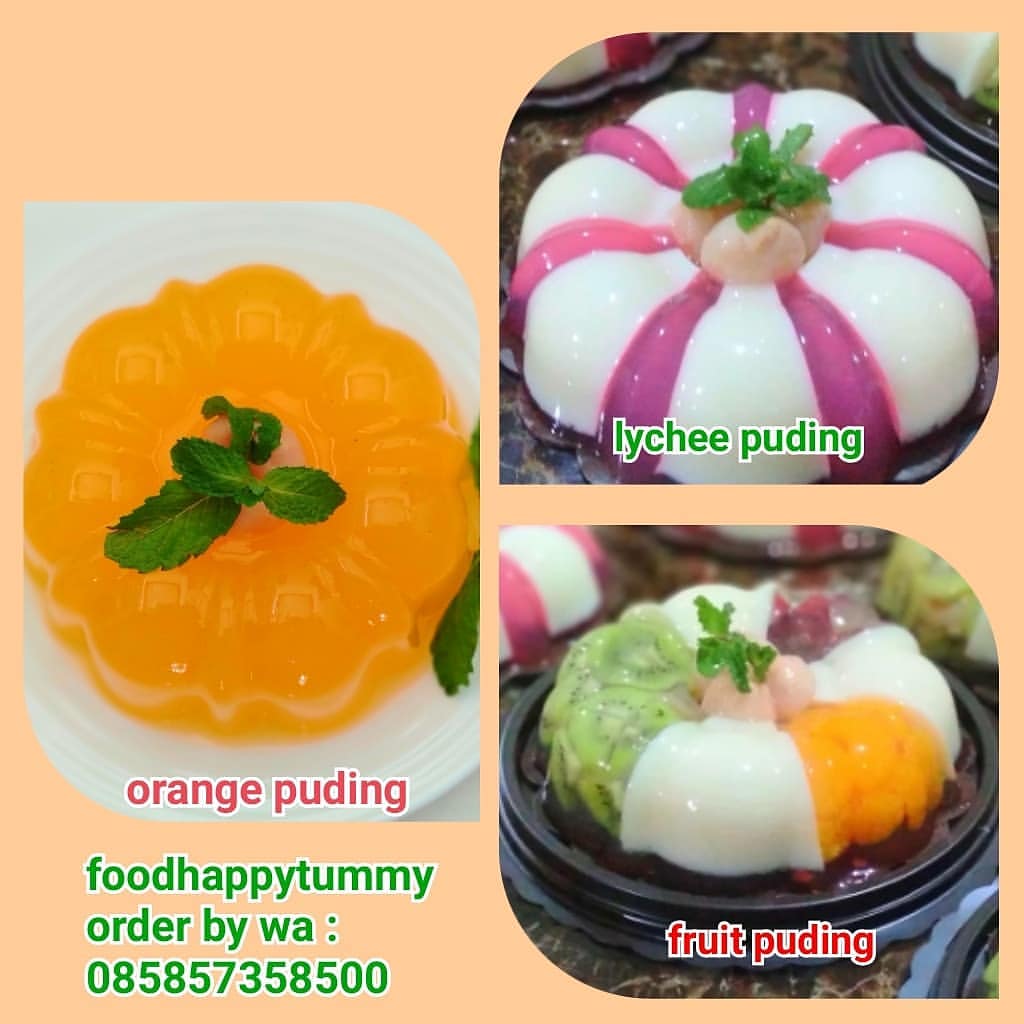 lychee puding
orange puding
fruit puding
foodhappytummy
order by wa :
085857358500